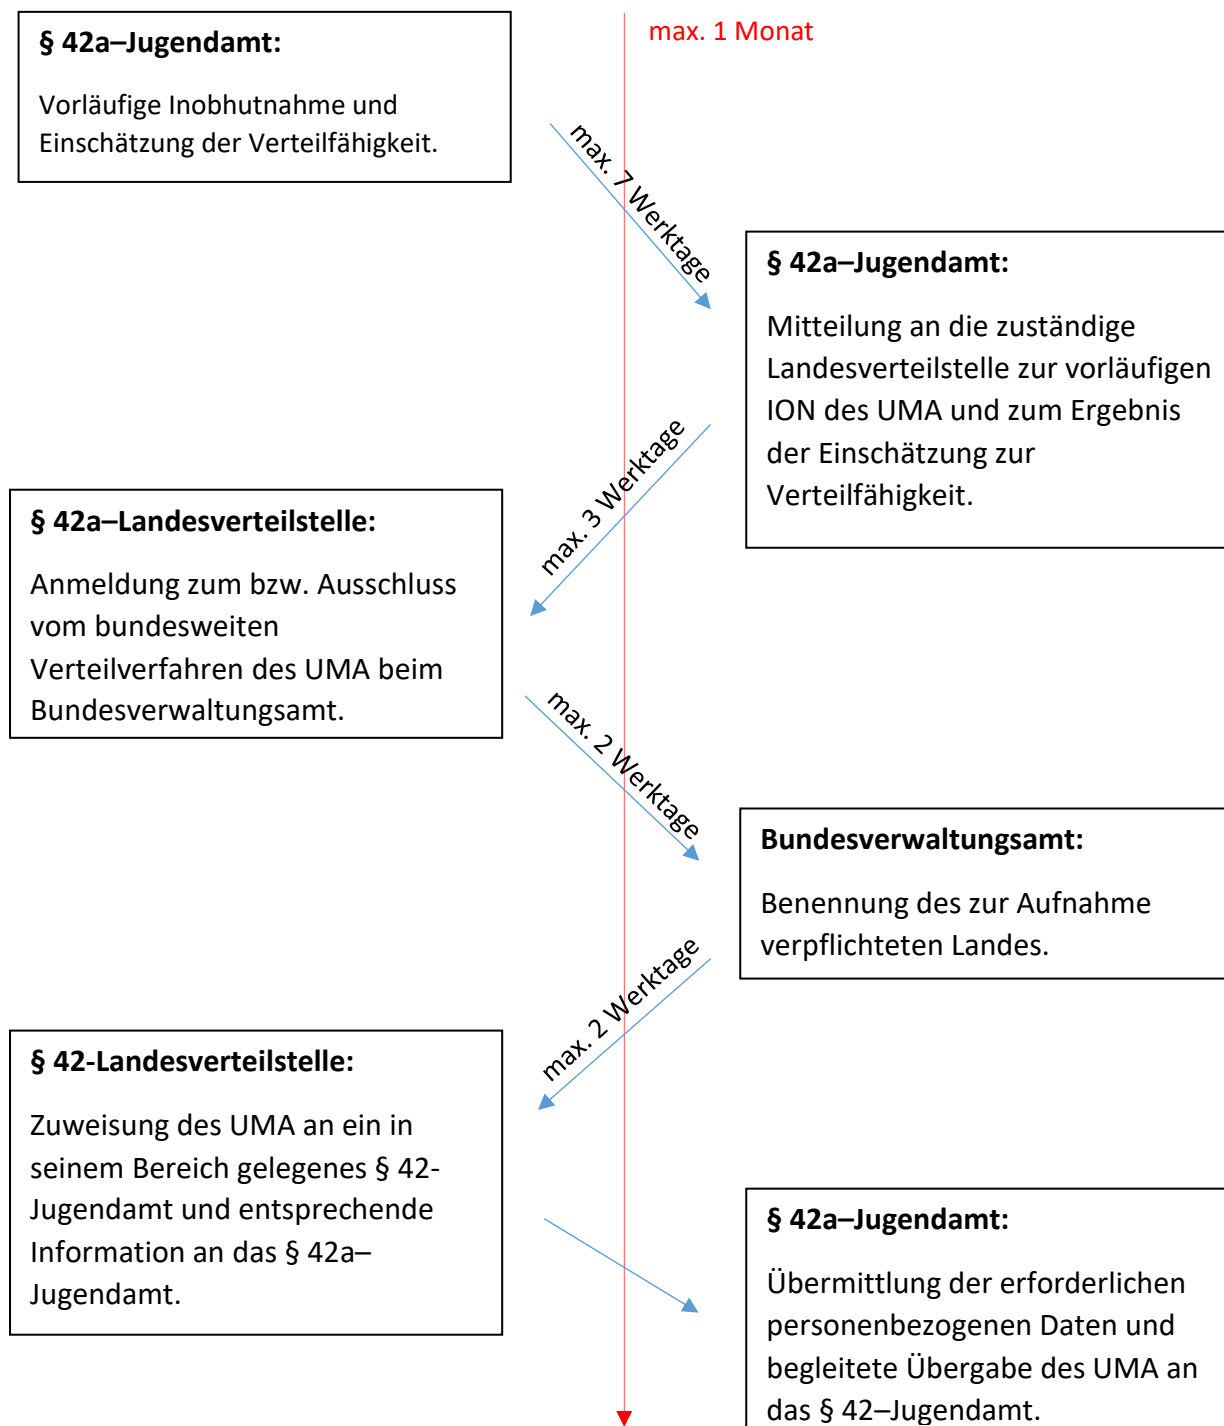 § 42a–Jugendamt:
Vorläufige Inobhutnahme und
Einschätzung der Verteilfähigkeit.
max. 1 Monat
max. 7 Werktage
§ 42a–Jugendamt:
Mitteilung an die zuständige
Landesverteilstelle zur vorläufigen
ION des UMA und zum Ergebnis
der Einschätzung zur
Verteilfähigkeit.
max. 3 Werktage
§ 42a–Landesverteilstelle:
Anmeldung zum bzw. Ausschluss
vom bundesweiten
Verteilverfahren des UMA beim
Bundesverwaltungsamt.
max. 2 Werktage
Bundesverwaltungsamt:
Benennung des zur Aufnahme
verpflichteten Landes.
max. 2 Werktage
§ 42-Landesverteilstelle:
Zuweisung des UMA an ein in
seinem Bereich gelegenes § 42-
Jugendamt und entsprechende
Information an das § 42a–
Jugendamt.
§ 42a–Jugendamt:
Übermittlung der erforderlichen
personenbezogenen Daten und
begleitete Übergabe des UMA an
das § 42–Jugendamt.